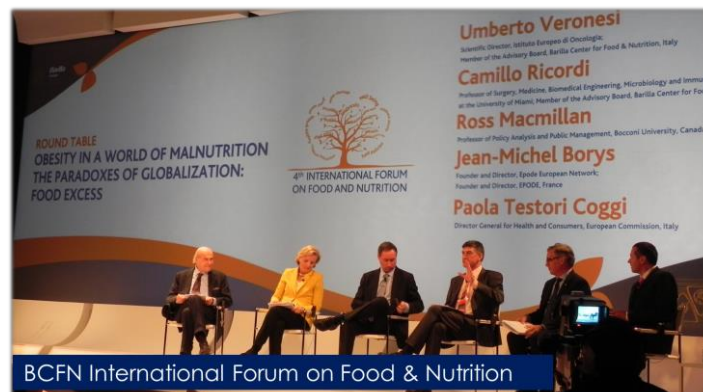 Umberto Veronesi
Scientific Director, Istituto Europeo di Oncologia;
Member of the Advisory Board, Barilla Center for Food & Nutrition, Italy
Camillo Ricordi
Professor of Surgery, Medicine, Biomedical Engineering, Microbiology and Immu
at the University of Miami; Member of the Advisory Board, Barilla Center for Foo
Ross Macmillan
Professor of Policy Analysis and Public Management, Bocconi University, Canada
Jean-Michel Borys
Founder and Director, Epode European Network;
Founder and Director, EPODE, France
Paola Testori Coggi
Director General for Health and Consumers, European Commission, Italy
ROUND TABLE
OBESITY IN A WORLD OF MALNUTRITION
THE PARADOXES OF GLOBALIZATION:
FOOD EXCESS
4th INTERNATIONAL FORUM
ON FOOD AND NUTRITION
BCFN International Forum on Food & Nutrition